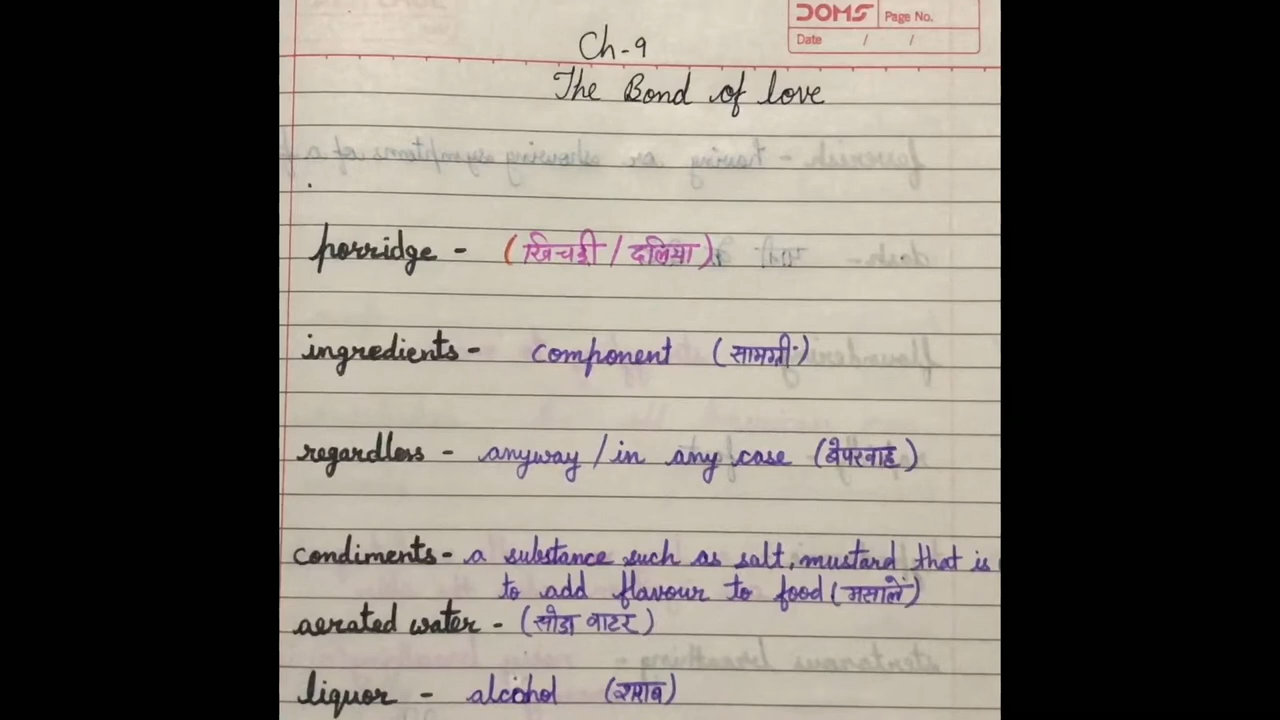 DOMS Page No.
Date / /
Ch-9
The Bond of love
porridge - (खिचड़ी / दलिया)
ingredients - component (सामग्री)
regardless - anyway / in any case (बेपरवाह)
condiments - a substance such as salt, mustard that is
to add flavour to food (मसालें)
aerated water - (सोडा वाटर)
liquor - alcohol (शराब)